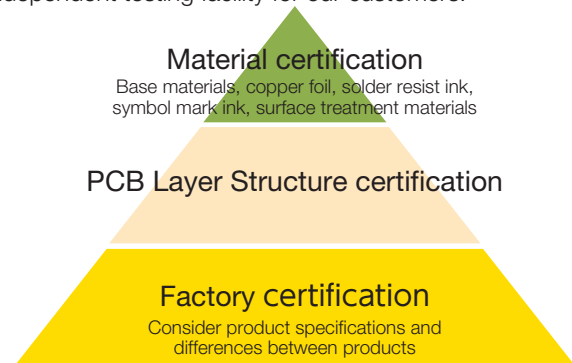 independent testing facility for our customers.
Material certification
Base materials, copper foil, solder resist ink,
symbol mark ink, surface treatment materials
PCB Layer Structure certification
Factory certification
Consider product specifications and
differences between products